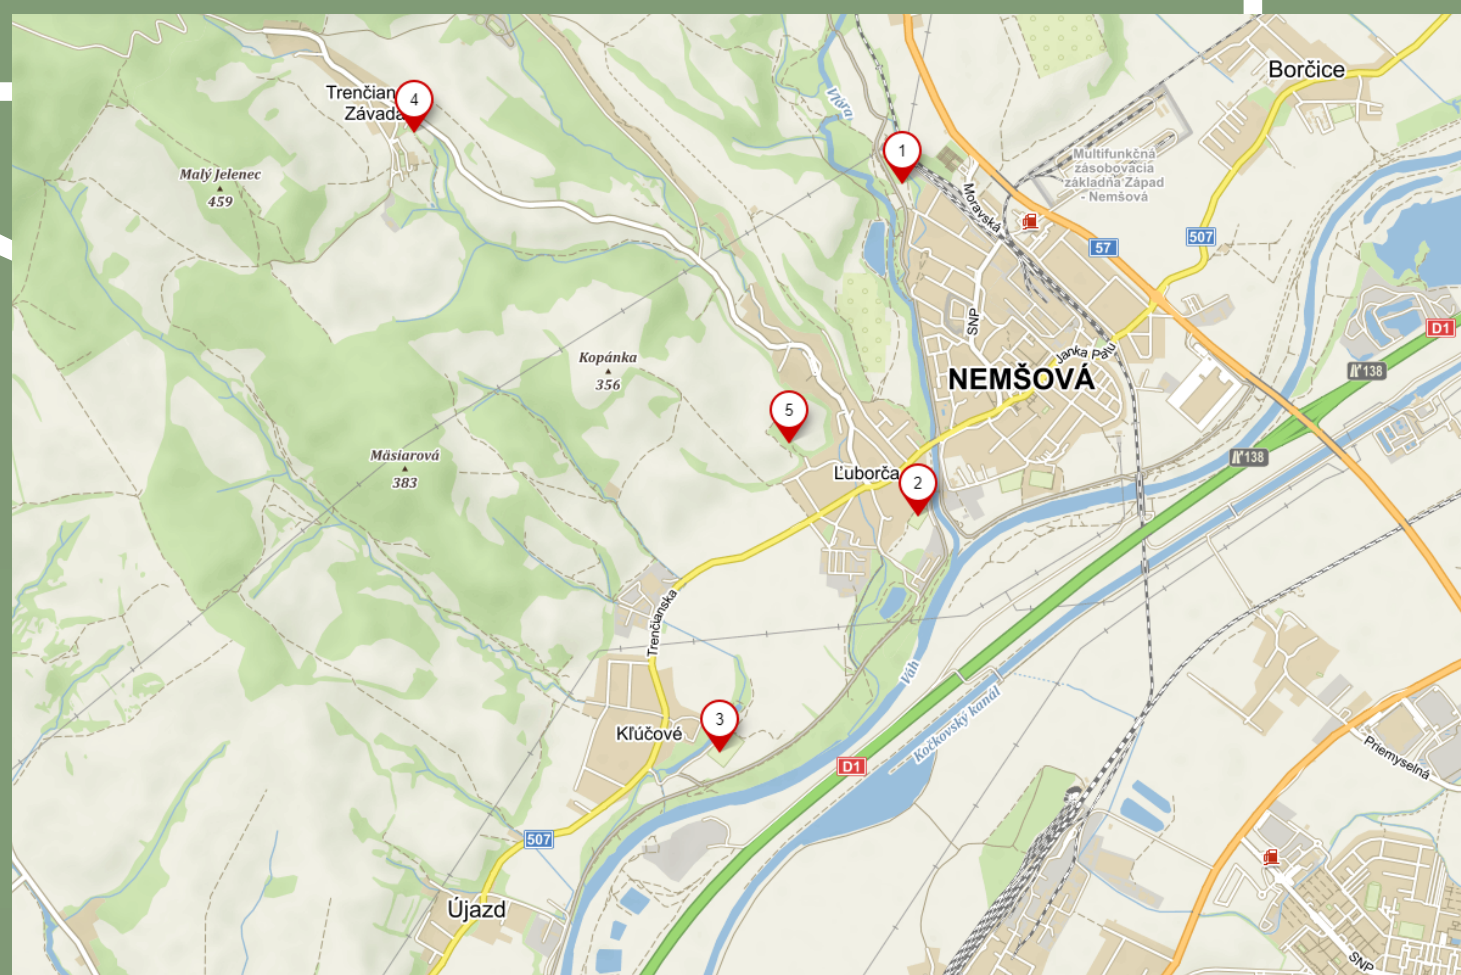 Borčice
Trenčian
Závada
4
Vlára
1
Multifunkčná
zásobovacia
základňa Západ
- Nemšová
Malý Jelenec
459
Moravská
57
507
SNP
D1
Janka Palu
Kopánka
356
138
NEMŠOVÁ
5
Mäsiarová
383
138
Ľuborča
2
Trenčianska
Váh
Kočkovský kanál
3
Kľúčové
D1
Priemyselná
507
Újazd
SNP